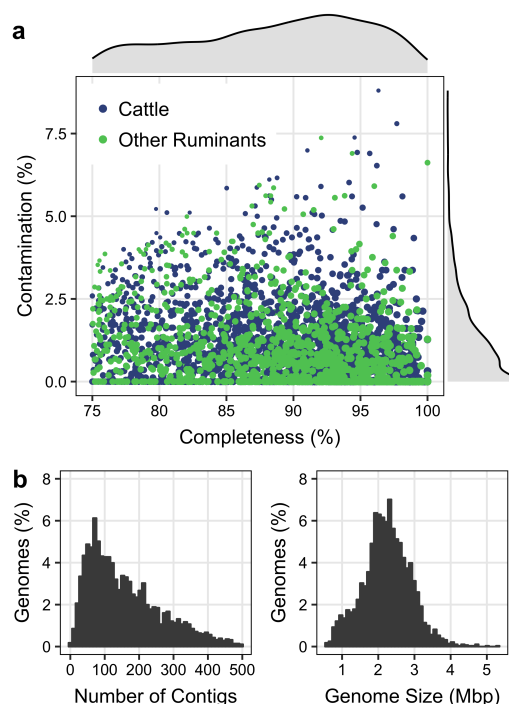 a
Cattle
Other Ruminants
Contamination (%)
7.5
5.0
2.5
0.0
75 80 85 90 95 100
Completeness (%)
b
Genomes (%)
8
6
4
2
0
0 100 200 300 400 500
Number of Contigs
Genomes (%)
8
6
4
2
0
1 2 3 4 5
Genome Size (Mbp)